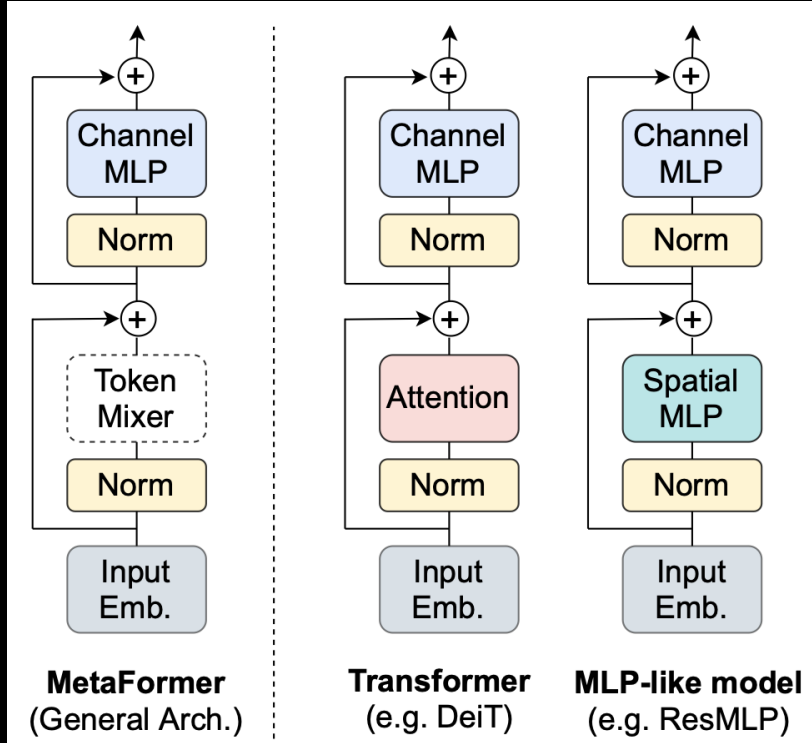 +
Channel
MLP
Norm
+
Token
Mixer
Norm
Input
Emb.
MetaFormer
(General Arch.)
+
Channel
MLP
Norm
+
Attention
Norm
Input
Emb.
Transformer
(e.g. DeiT)
+
Channel
MLP
Norm
+
Spatial
MLP
Norm
Input
Emb.
MLP-like model
(e.g. ResMLP)